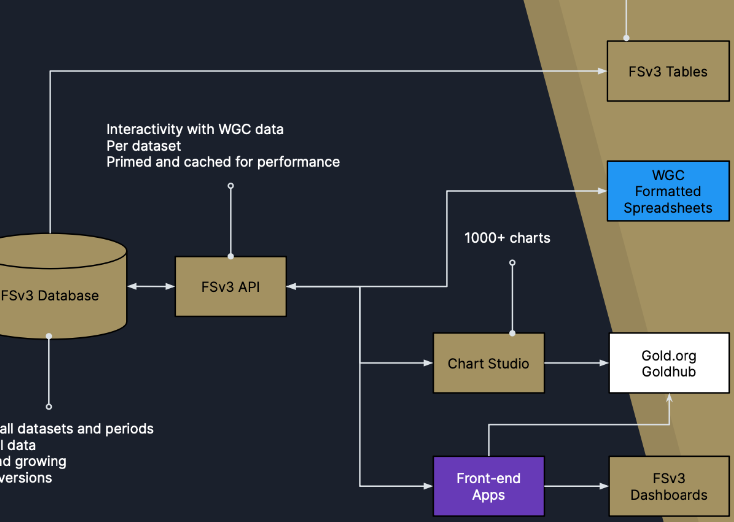 FSv3 Tables
Interactivity with WGC data
Per dataset
Primed and cached for performance
WGC
Formatted
Spreadsheets
1000+ charts
FSv3 Database
FSv3 API
Chart Studio
Gold.org
Goldhub
all datasets and periods
data
growing
versions
Front-end
Apps
FSv3
Dashboards